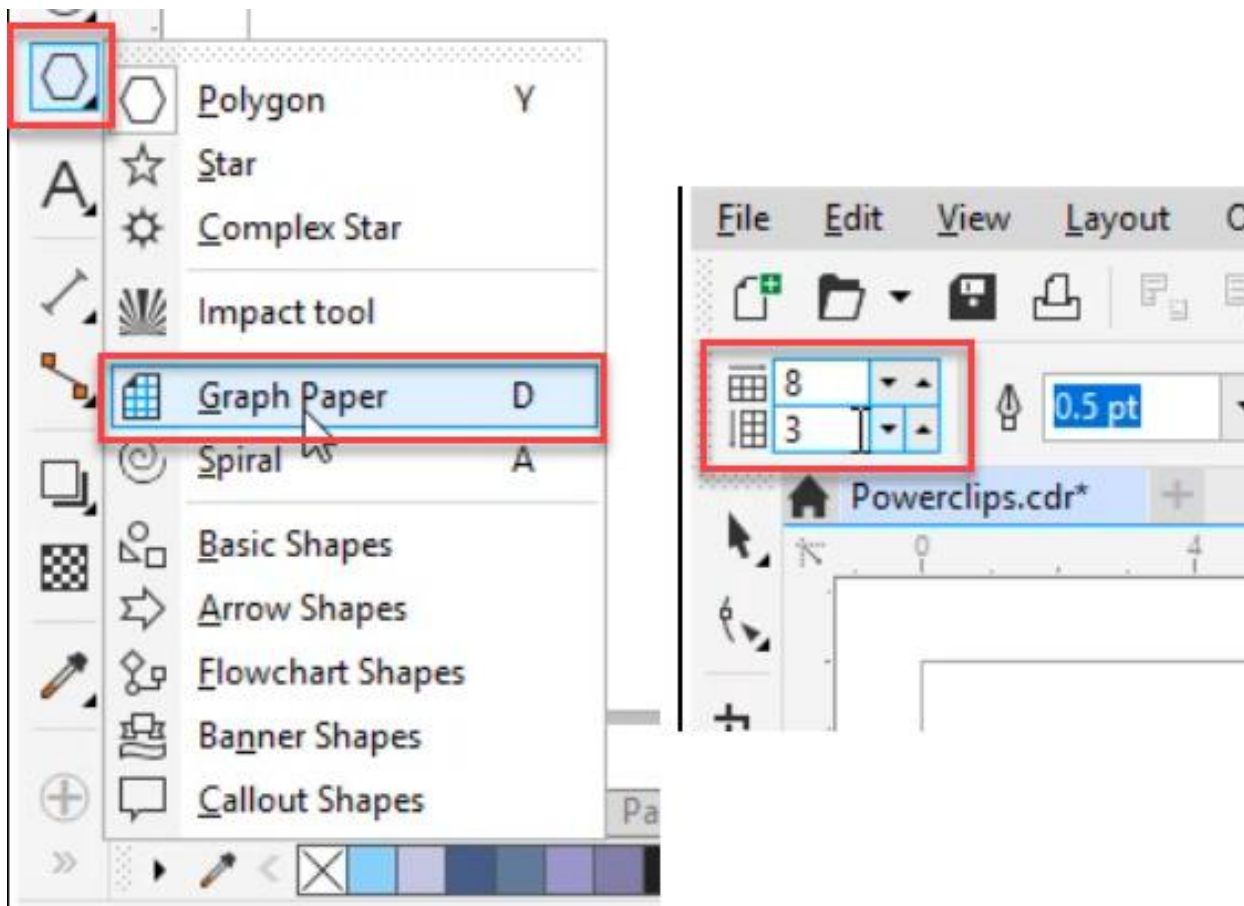 Polygon Y
Star
Complex Star
Impact tool
Graph Paper D
Spiral A
Basic Shapes
Arrow Shapes
Flowchart Shapes
Banner Shapes
Callout Shapes
Pa
A
File Edit View Layout O
8
3
0.5 pt
Powerclips.cdr*
0 4